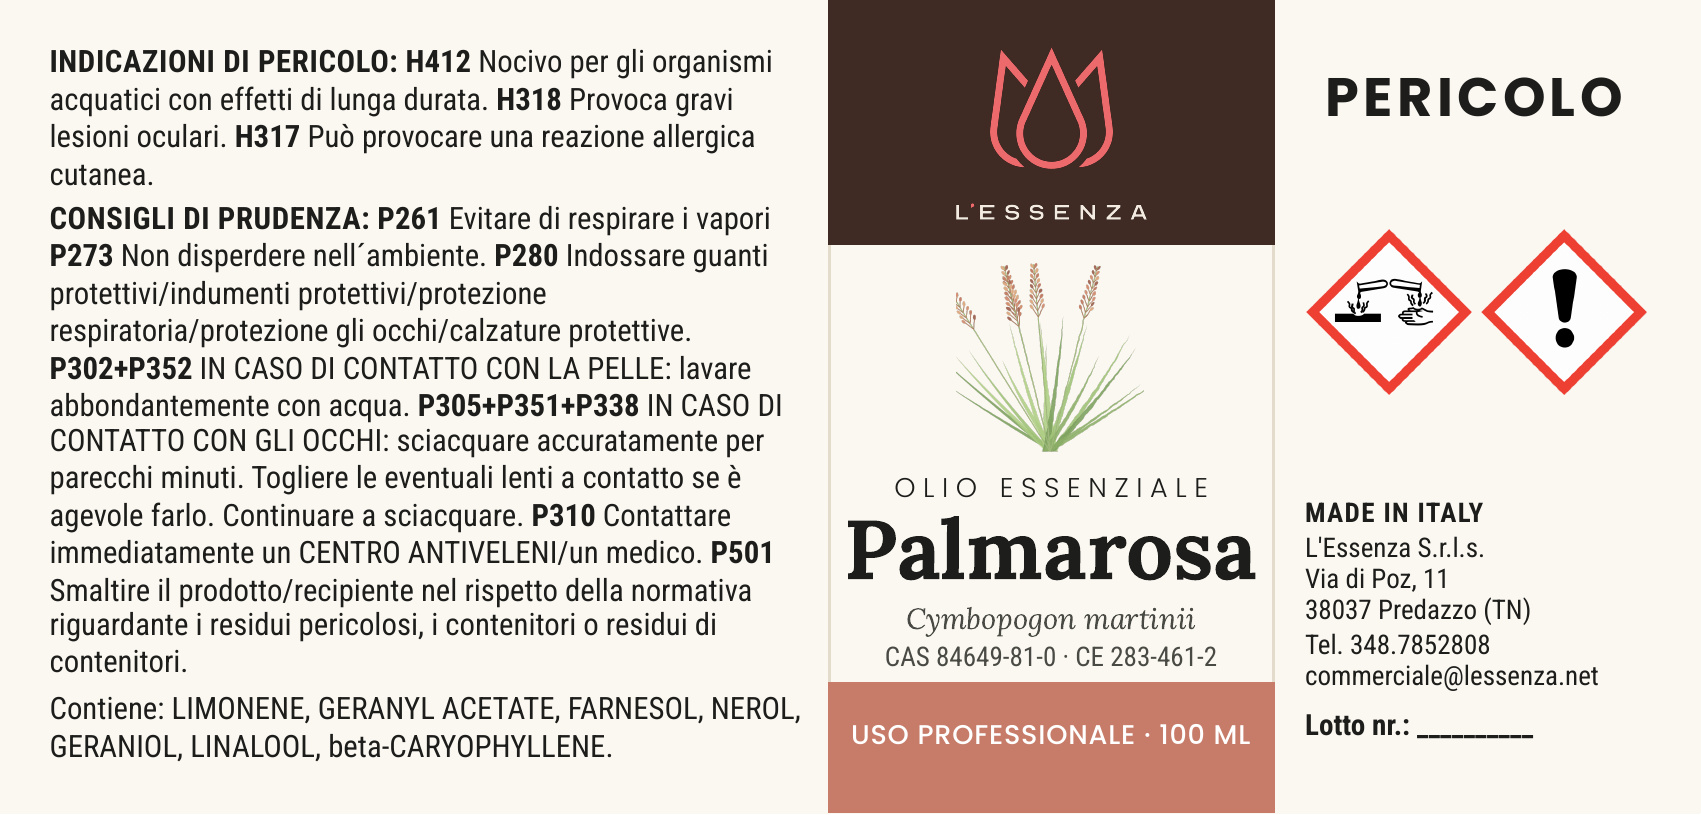 INDICAZIONI DI PERICOLO: H412 Nocivo per gli organismi
acquatici con effetti di lunga durata. H318 Provoca gravi
lesioni oculari. H317 Può provocare una reazione allergica
cutanea.
CONSIGLI DI PRUDENZA: P261 Evitare di respirare i vapori
P273 Non disperdere nell´ambiente. P280 Indossare guanti
protettivi/indumenti protettivi/protezione
respiratoria/protezione gli occhi/calzature protettive.
P302+P352 IN CASO DI CONTATTO CON LA PELLE: lavare
abbondantemente con acqua. P305+P351+P338 IN CASO DI
CONTATTO CON GLI OCCHI: sciacquare accuratamente per
parecchi minuti. Togliere le eventuali lenti a contatto se è
agevole farlo. Continuare a sciacquare. P310 Contattare
immediatamente un CENTRO ANTIVELENI/un medico. P501
Smaltire il prodotto/recipiente nel rispetto della normativa
riguardante i residui pericolosi, i contenitori o residui di
contenitori.
Contiene: LIMONENE, GERANYL ACETATE, FARNESOL, NEROL,
GERANIOL, LINALOOL, beta-CARYOPHYLLENE.
L'ESSENZA
OLIO ESSENZIALE
Palmarosa
Cymbopogon martinii
CAS 84649-81-0 · CE 283-461-2
USO PROFESSIONALE · 100 ML
PERICOLO
MADE IN ITALY
L'Essenza S.r.l.s.
Via di Poz, 11
38037 Predazzo (TN)
Tel. 348.7852808
commerciale@lessenza.net
Lotto nr.: __________